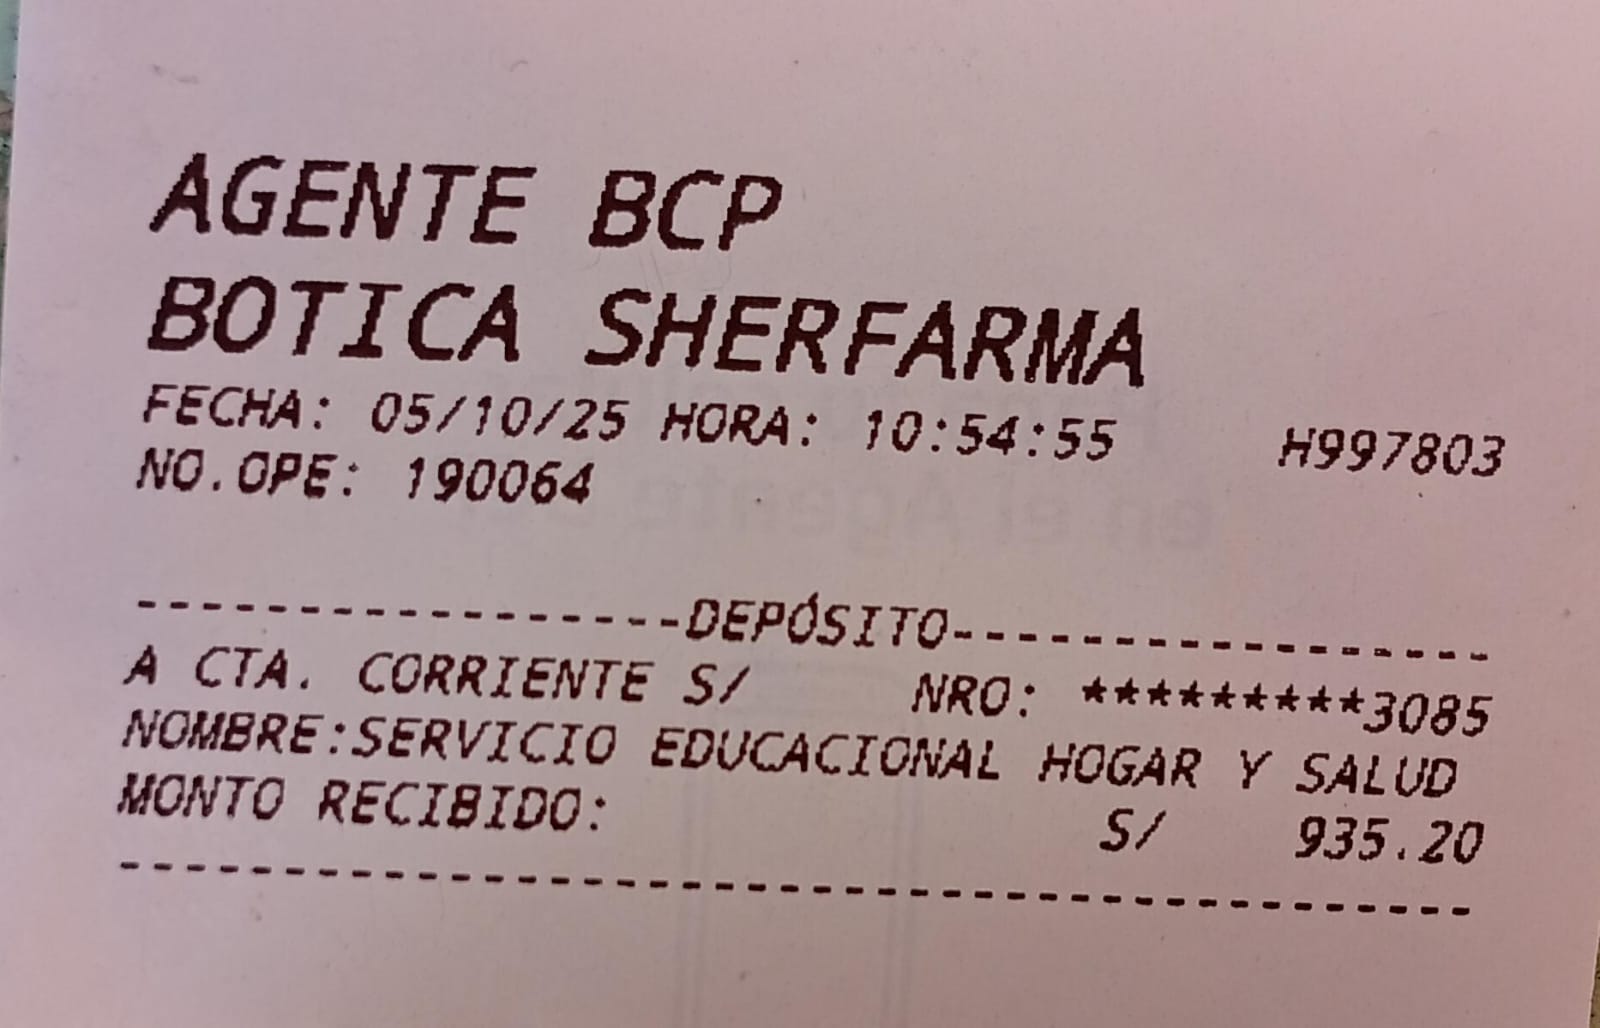 AGENTE BCP
BOTICA SHERFARMA
FECHA: 05/10/25 HORA: 10:54:55 H997803
NO.OPE: 190064
-----------------DEPÓSITO-----------------
A CTA. CORRIENTE S/ NRO: *********3085
NOMBRE:SERVICIO EDUCACIONAL HOGAR Y SALUD
MONTO RECIBIDO: S/ 935.20
------------------------------------------